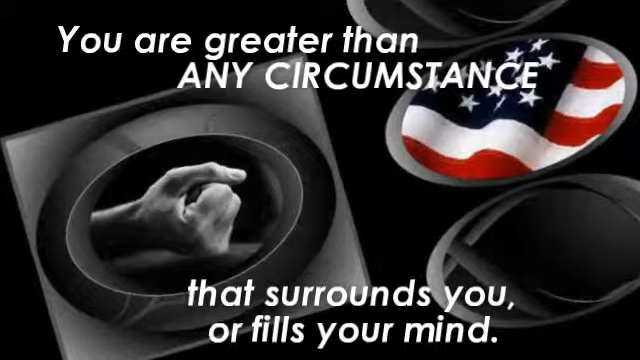 You are greater than
ANY CIRCUMSTANCE
that surrounds you,
or fills your mind.